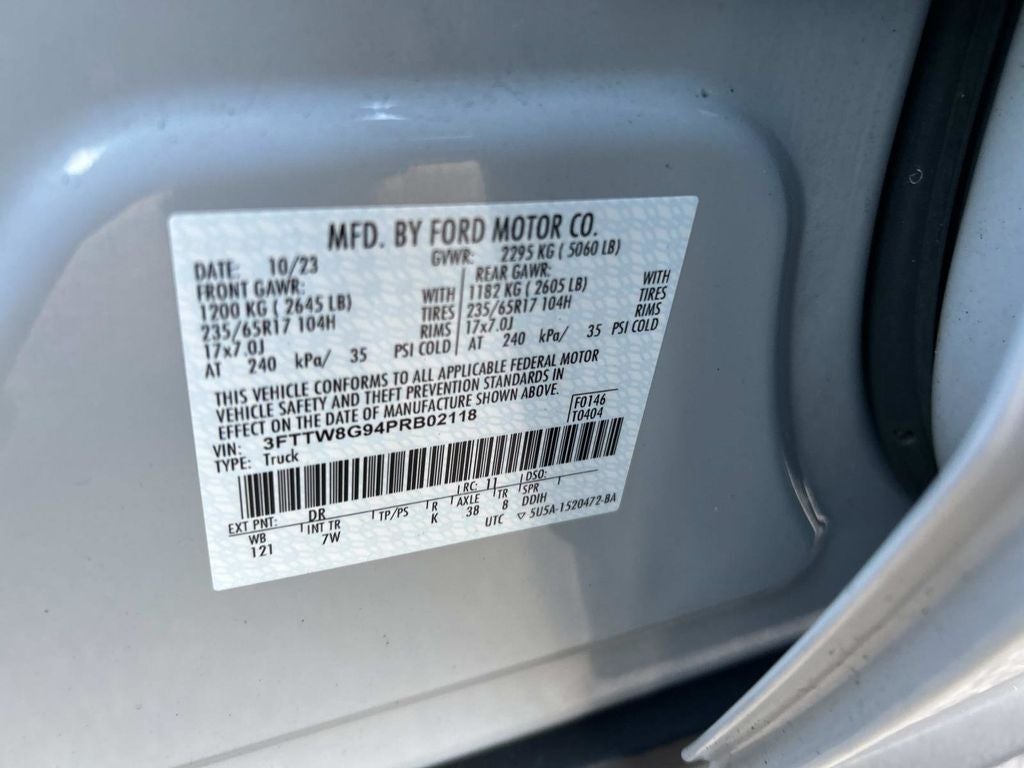 MFD. BY FORD MOTOR CO.
DATE: 10/23 GVWR: 2295 KG ( 5060 LB)
FRONT GAWR: REAR GAWR:
1200 KG ( 2645 LB) WITH 1182 KG ( 2605 LB) WITH
235/65R17 104H TIRES 235/65R17 104H TIRES
17x7.0J RIMS 17x7.0J RIMS
AT 240 kPa/ 35 PSI COLD AT 240 kPa/ 35 PSI COLD
THIS VEHICLE CONFORMS TO ALL APPLICABLE FEDERAL MOTOR
VEHICLE SAFETY AND THEFT PREVENTION STANDARDS IN
EFFECT ON THE DATE OF MANUFACTURE SHOWN ABOVE.
VIN: 3FTTW8G94PRB02118 F0146
TYPE: Truck T0404
EXT PNT: DR RC: 11 DSO:
WB INT TR TP/PS R AXLE TR SPR
121 7W K 38 8 DDIH
UTC ▽ 5U5A-1520472-BA